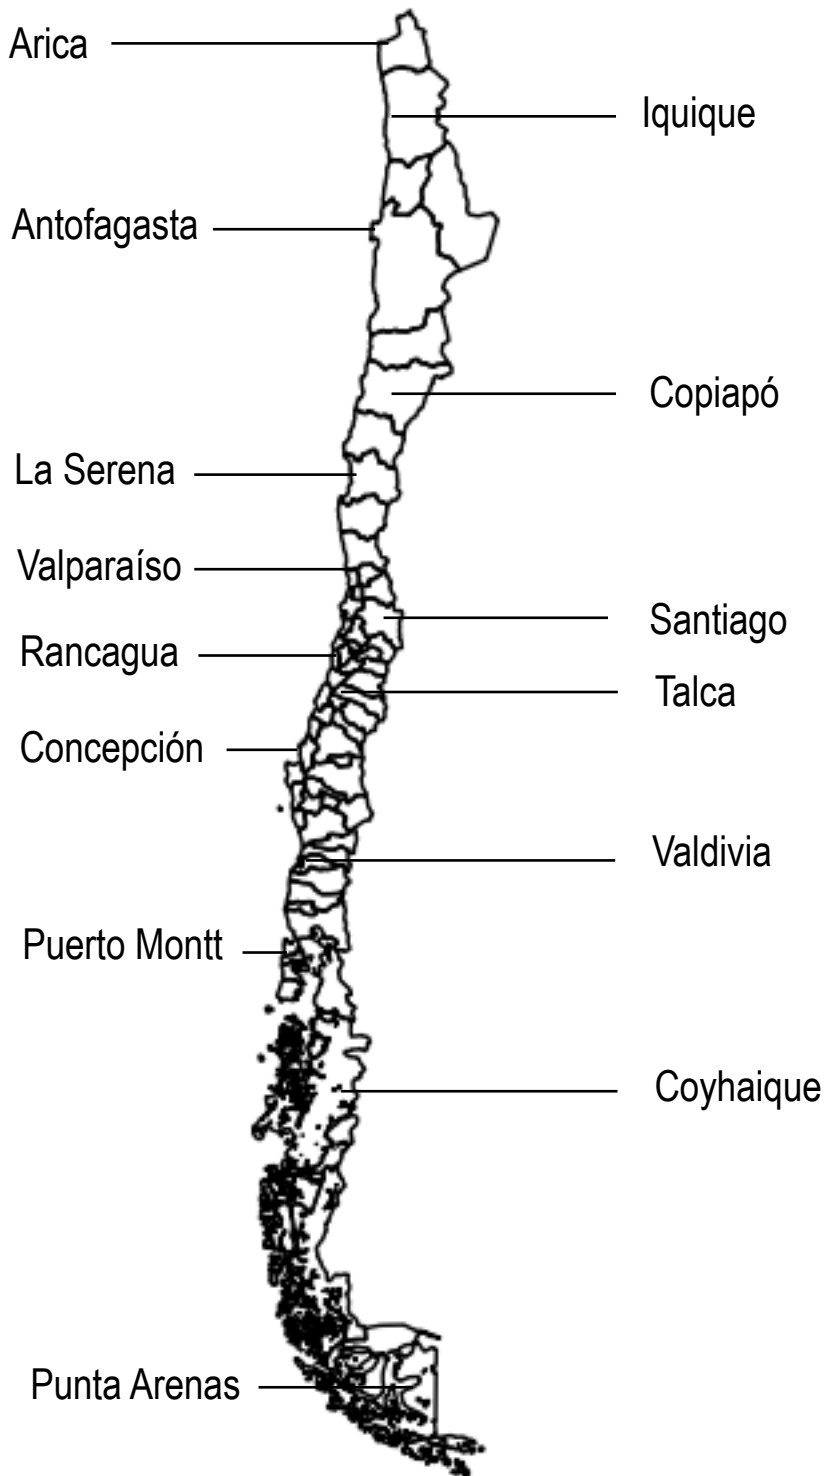 Arica
Iquique
Antofagasta
Copiapó
La Serena
Valparaíso
Santiago
Rancagua
Talca
Concepción
Valdivia
Puerto Montt
Coyhaique
Punta Arenas